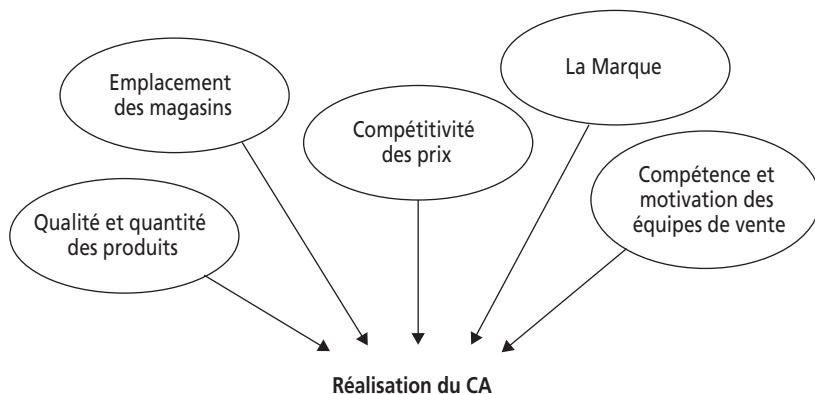 Emplacement
des magasins
La Marque
Compétitivité
des prix
Compétence et
motivation des
équipes de vente
Qualité et quantité
des produits
Réalisation du CA